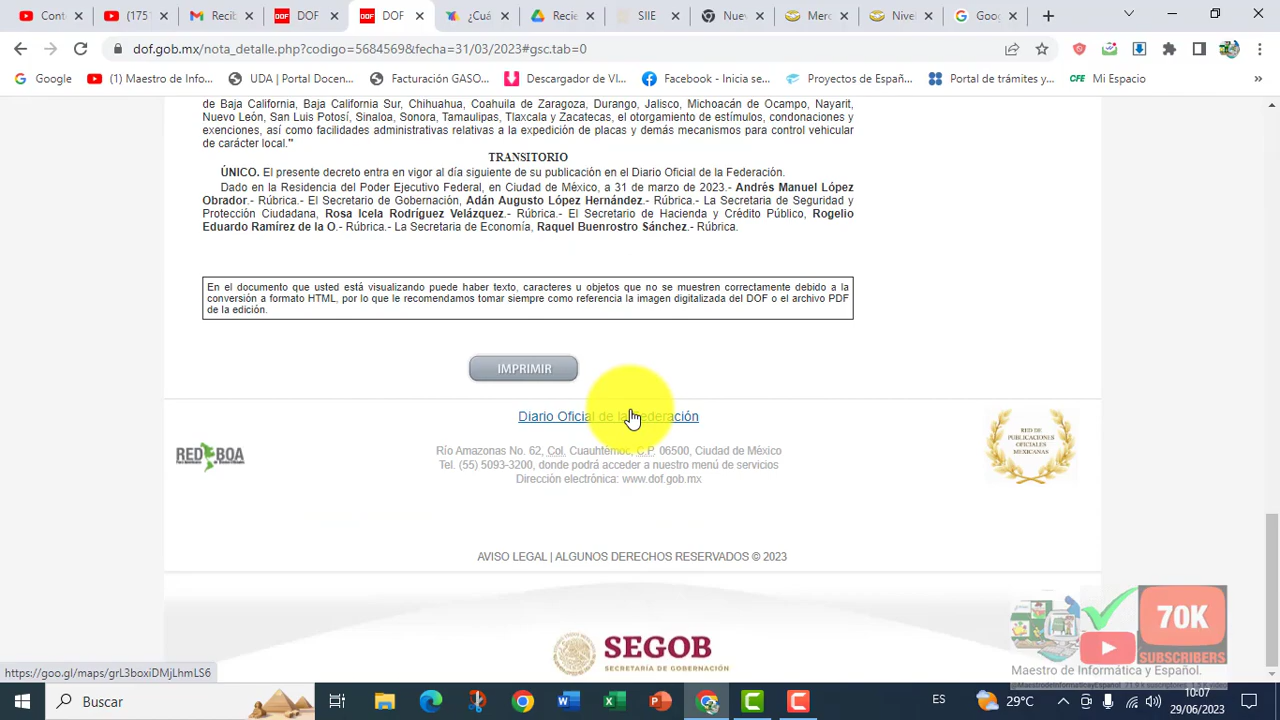 Conti
(175
Recib
DOF
DOF
¿Cuá
Recie
SIIE
Nuev
Merc
Nivel
Goog
dof.gob.mx/nota_detalle.php?codigo=5684569&fecha=31/03/2023#gsc.tab=0
Google
(1) Maestro de Info...
UDA | Portal Docen...
Facturación GASO...
Descargador de VI...
Facebook - Inicia se...
Proyectos de Españ...
Portal de trámites y...
CFE Mi Espacio
»
de Baja California, Baja California Sur, Chihuahua, Coahuila de Zaragoza, Durango, Jalisco, Michoacán de Ocampo, Nayarit,
Nuevo León, San Luis Potosí, Sinaloa, Sonora, Tamaulipas, Tlaxcala y Zacatecas, el otorgamiento de estímulos, condonaciones y
exenciones, así como facilidades administrativas relativas a la expedición de placas y demás mecanismos para control vehicular
de carácter local."
TRANSITORIO
ÚNICO. El presente decreto entra en vigor al día siguiente de su publicación en el Diario Oficial de la Federación.
Dado en la Residencia del Poder Ejecutivo Federal, en Ciudad de México, a 31 de marzo de 2023.- Andrés Manuel López
Obrador.- Rúbrica.- El Secretario de Gobernación, Adán Augusto López Hernández.- Rúbrica.- La Secretaria de Seguridad y
Protección Ciudadana, Rosa Icela Rodríguez Velázquez.- Rúbrica.- El Secretario de Hacienda y Crédito Público, Rogelio
Eduardo Ramírez de la O.- Rúbrica.- La Secretaria de Economía, Raquel Buenrostro Sánchez.- Rúbrica.
En el documento que usted está visualizando puede haber texto, caracteres u objetos que no se muestren correctamente debido a la
conversión a formato HTML, por lo que le recomendamos tomar siempre como referencia la imagen digitalizada del DOF o el archivo PDF
de la edición.
IMPRIMIR
Diario Oficial de la Federación
Río Amazonas No. 62, Col. Cuauhtémoc, C.P. 06500, Ciudad de México
Tel. (55) 5093-3200, donde podrá acceder a nuestro menú de servicios
Dirección electrónica: www.dof.gob.mx
REDBOA
RED DE
PUBLICACIONES
OFICIALES
MEXICANAS
AVISO LEGAL | ALGUNOS DERECHOS RESERVADOS © 2023
SEGOB
SECRETARÍA DE GOBERNACIÓN
70K
SUBSCRIBERS
Maestro de Informática y Español.
https://goo.gl/maps/grL3boxiDMjLhmLS6
Buscar
29°C
ES
10:07
29/06/2023